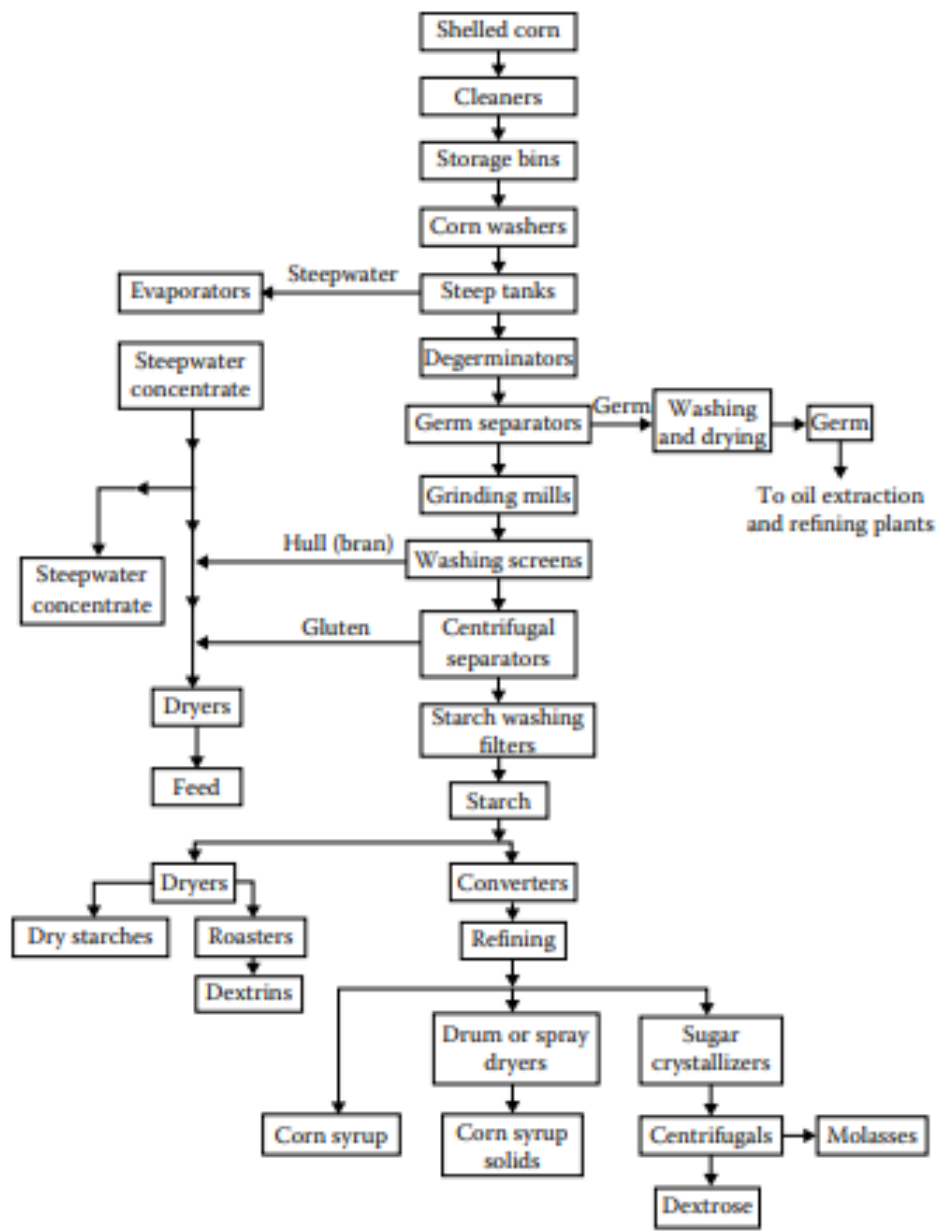 Shelled corn
Cleaners
Storage bins
Corn washers
Steepwater
Evaporators
Steep tanks
Steepwater
concentrate
Degerminators
Germ separators
Germ
Washing
and drying
Germ
To oil extraction
and refining plants
Grinding mills
Steepwater
concentrate
Hull (bran)
Washing screens
Gluten
Centrifugal
separators
Dryers
Starch washing
filters
Feed
Starch
Dryers
Converters
Dry starches
Roasters
Refining
Dextrins
Drum or spray
dryers
Sugar
crystallizers
Corn syrup
Corn syrup
solids
Centrifugals
Molasses
Dextrose